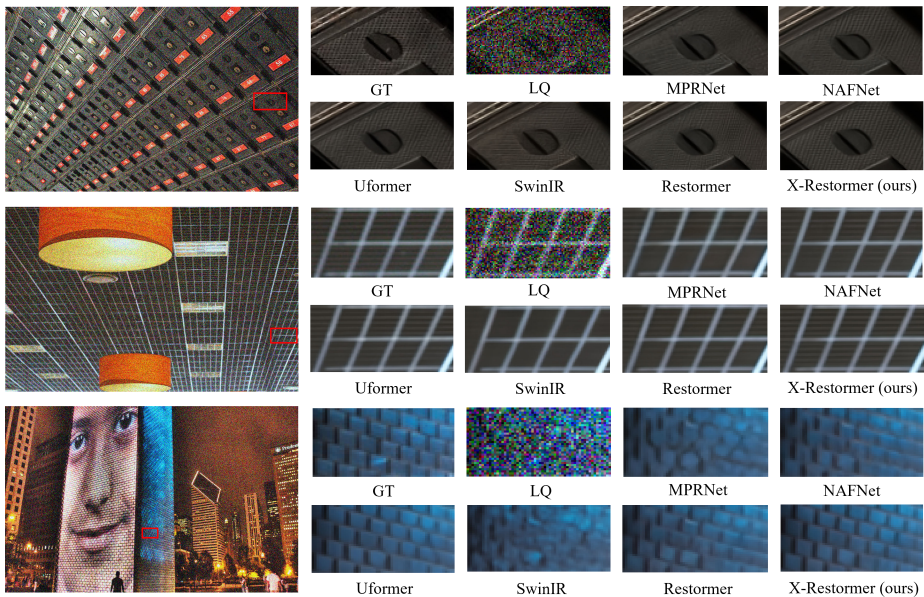 GT LQ MPRNet NAFNet
Uformer SwinIR Restormer X-Restormer (ours)
GT LQ MPRNet NAFNet
Uformer SwinIR Restormer X-Restormer (ours)
GT LQ MPRNet NAFNet
Uformer SwinIR Restormer X-Restormer (ours)